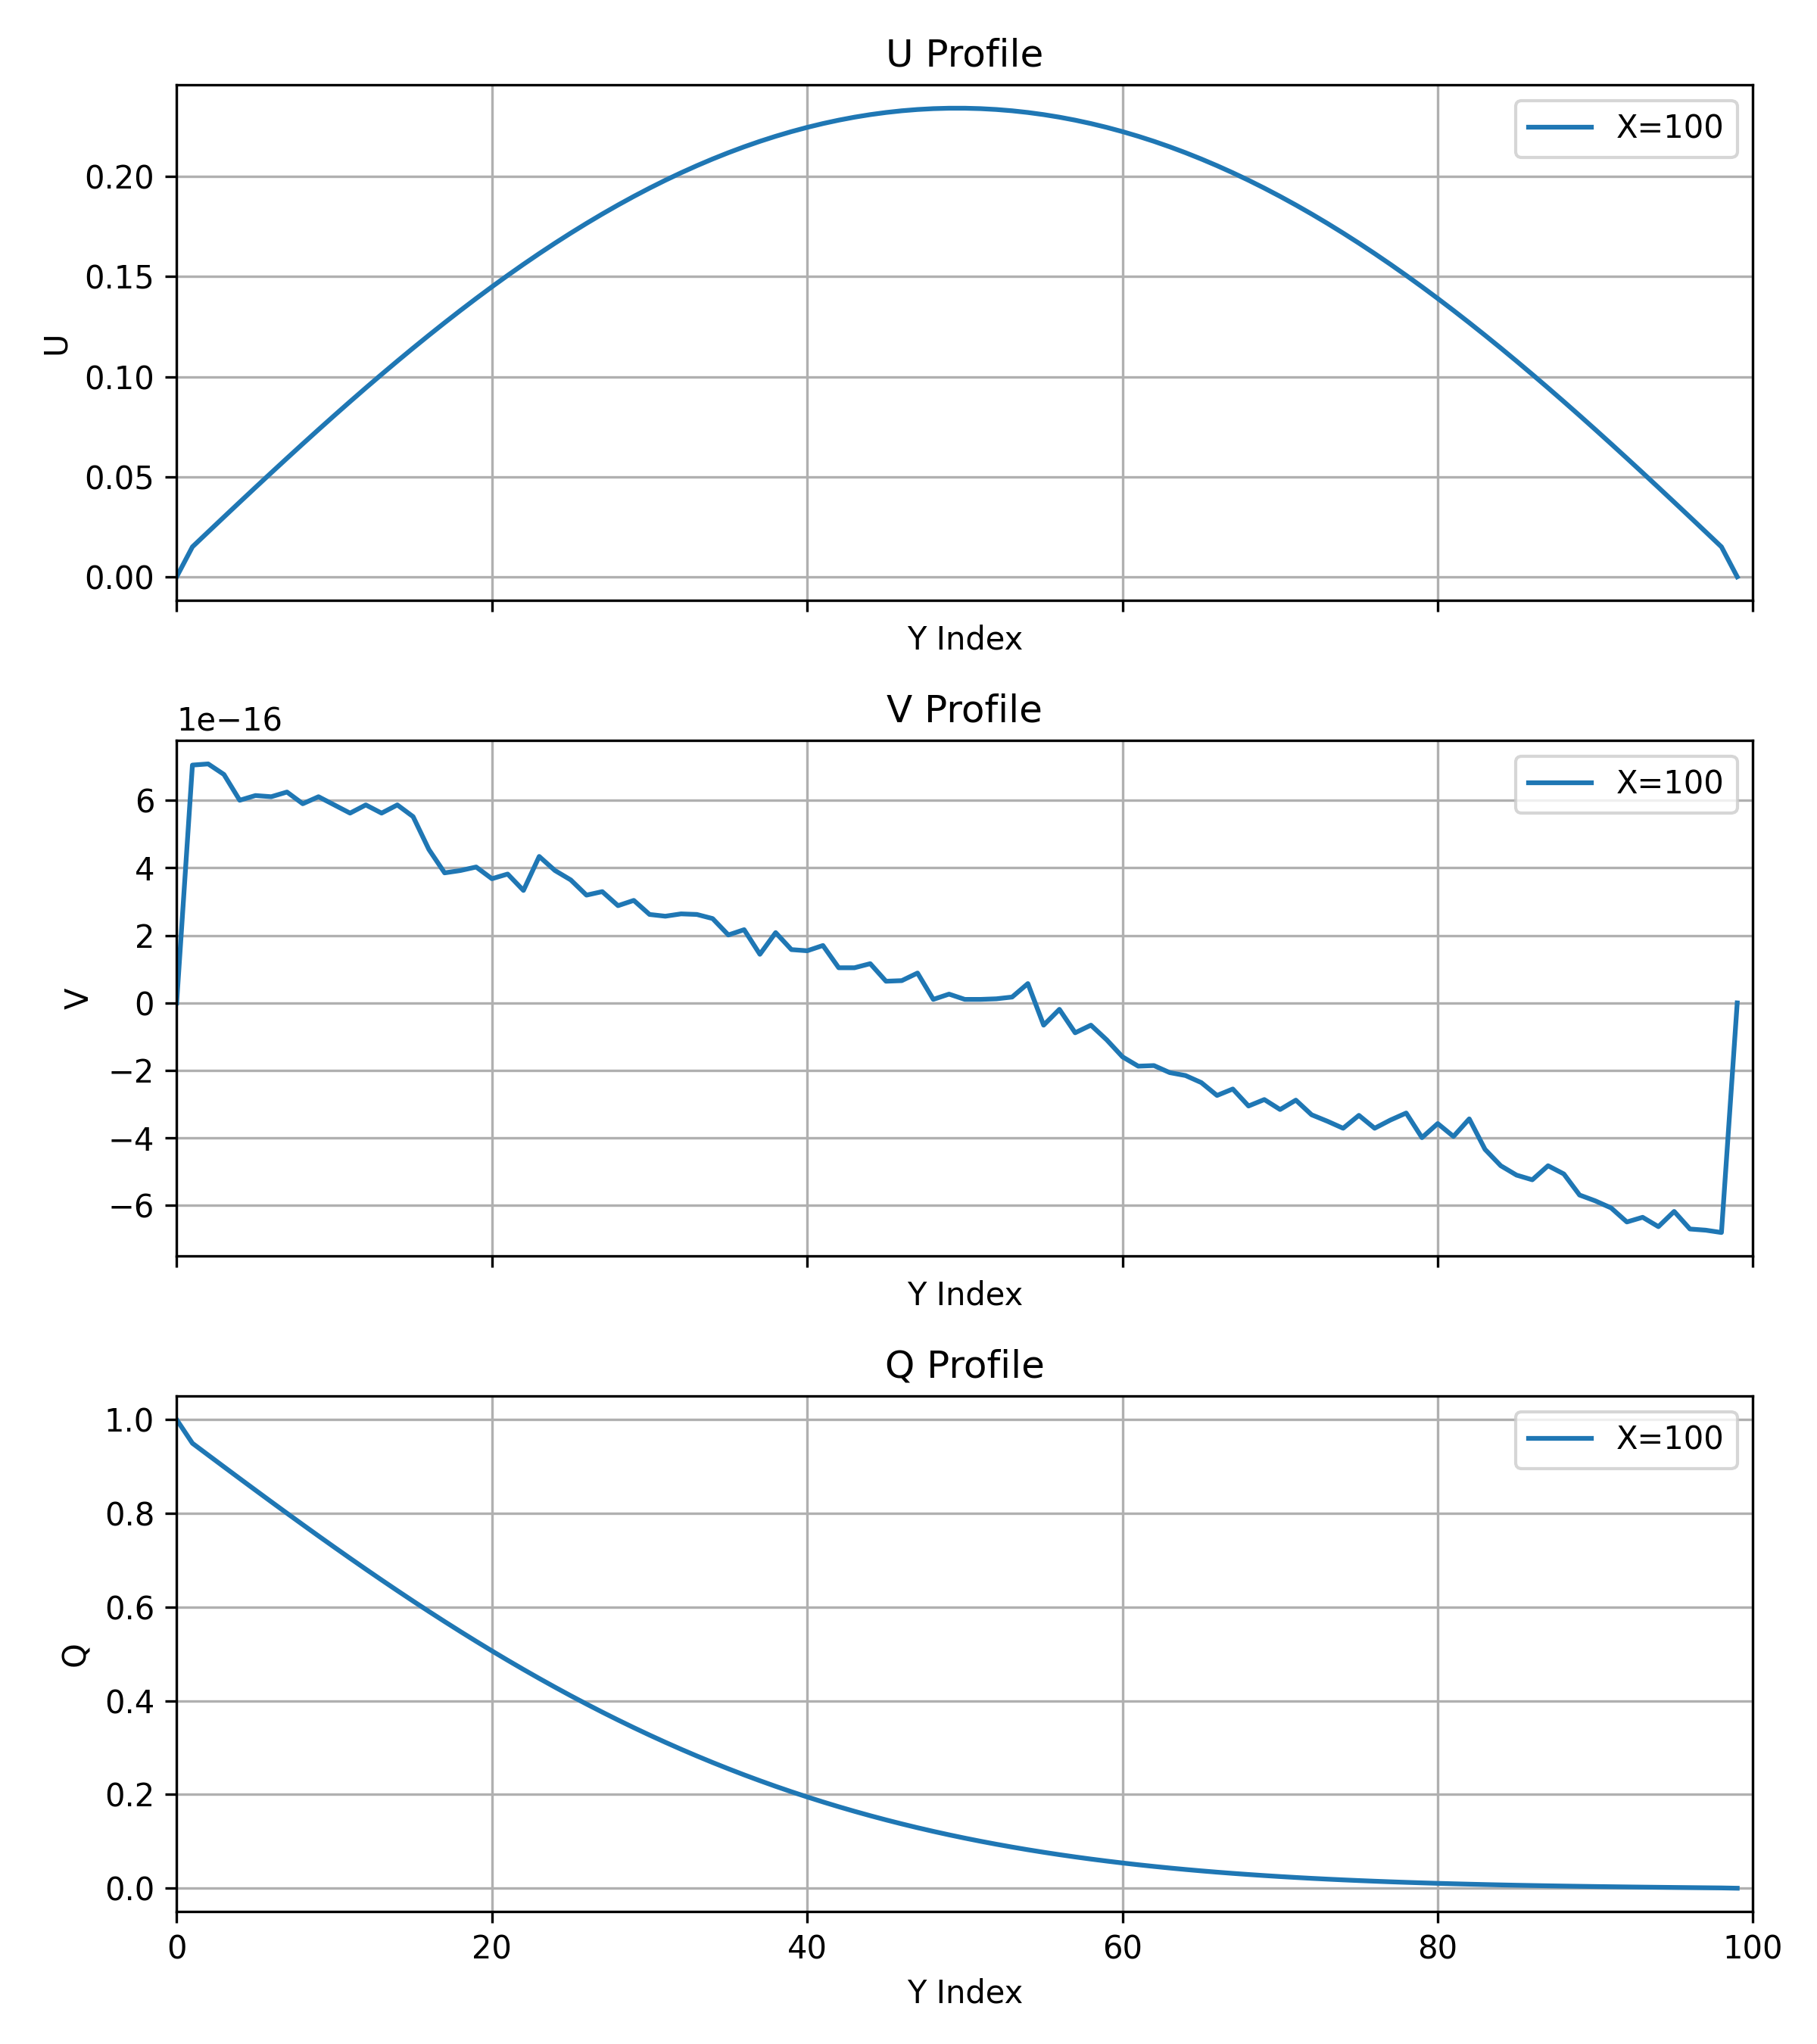 U Profile
X=100
0.20
0.15
0.10
0.05
0.00
U
Y Index
V Profile
1e−16
X=100
6
4
2
0
−2
−4
−6
V
Y Index
Q Profile
X=100
1.0
0.8
0.6
0.4
0.2
0.0
Q
0 20 40 60 80 100
Y Index